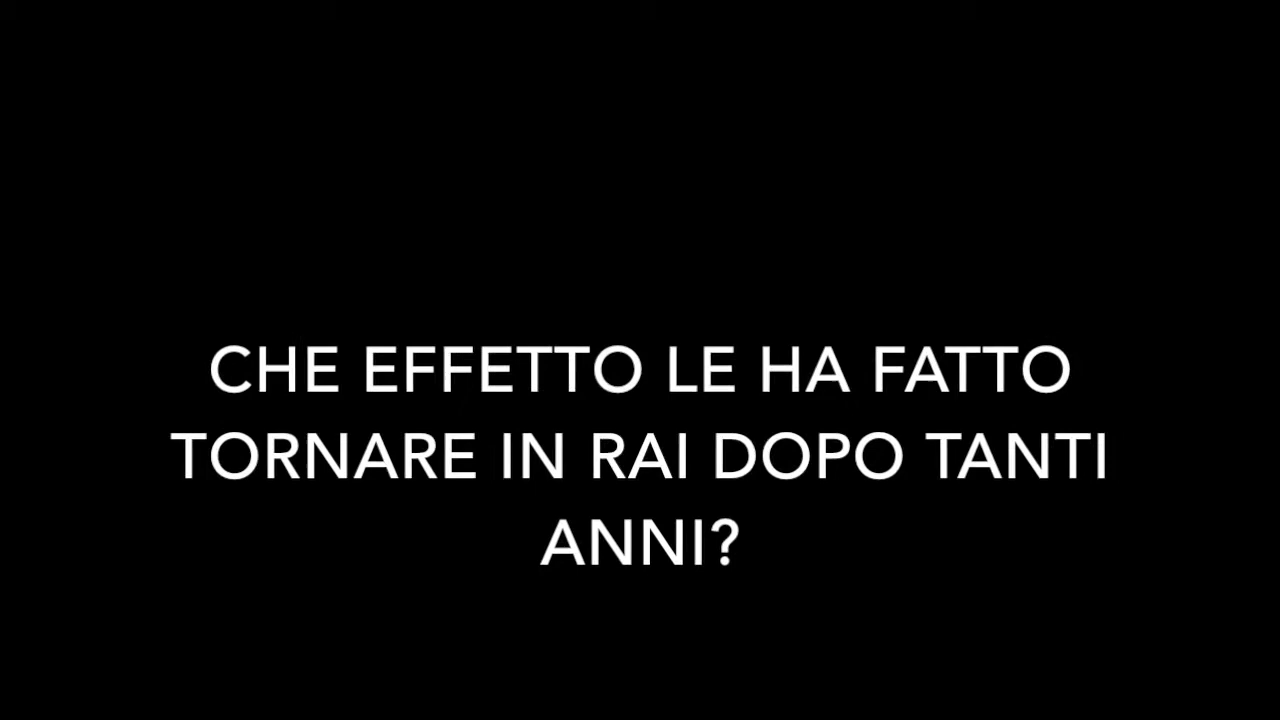 CHE EFFETTO LE HA FATTO
TORNARE IN RAI DOPO TANTI
ANNI?